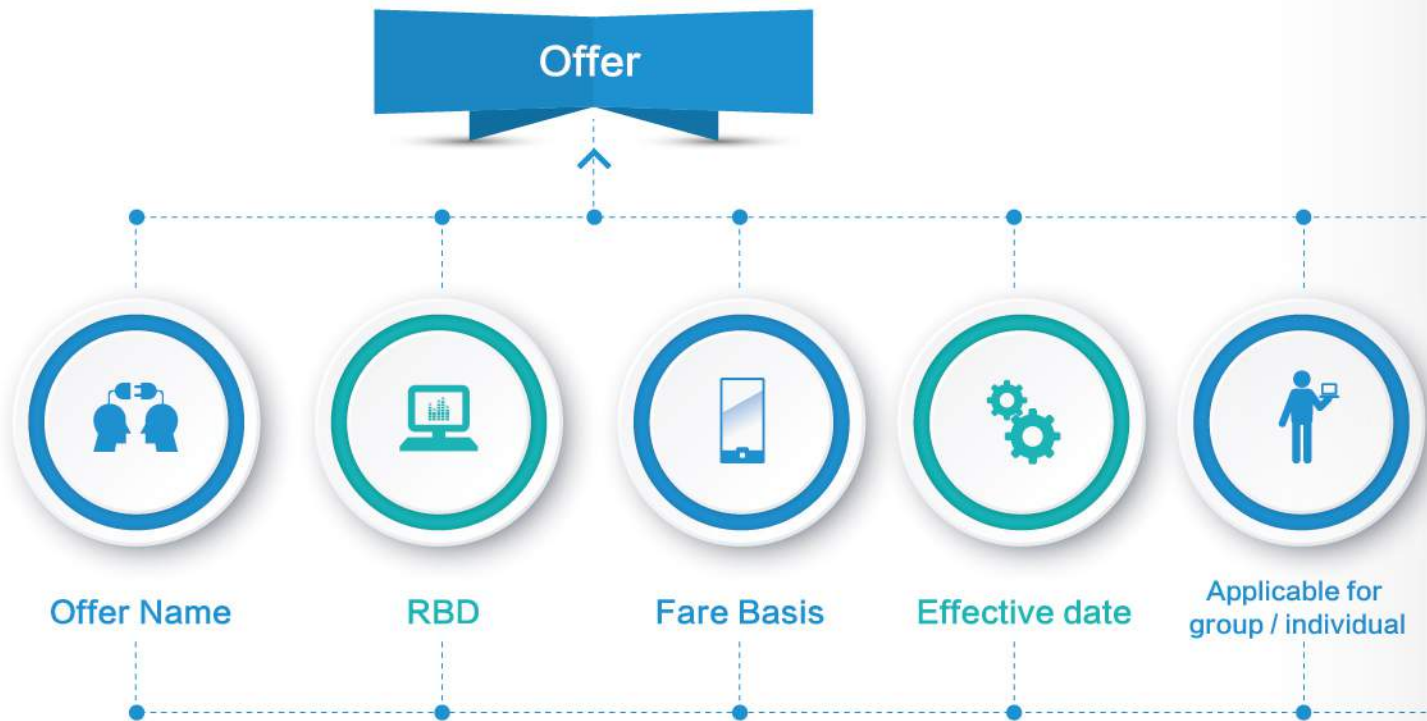 Offer
Offer Name
RBD
Fare Basis
Effective date
Applicable for
group / individual